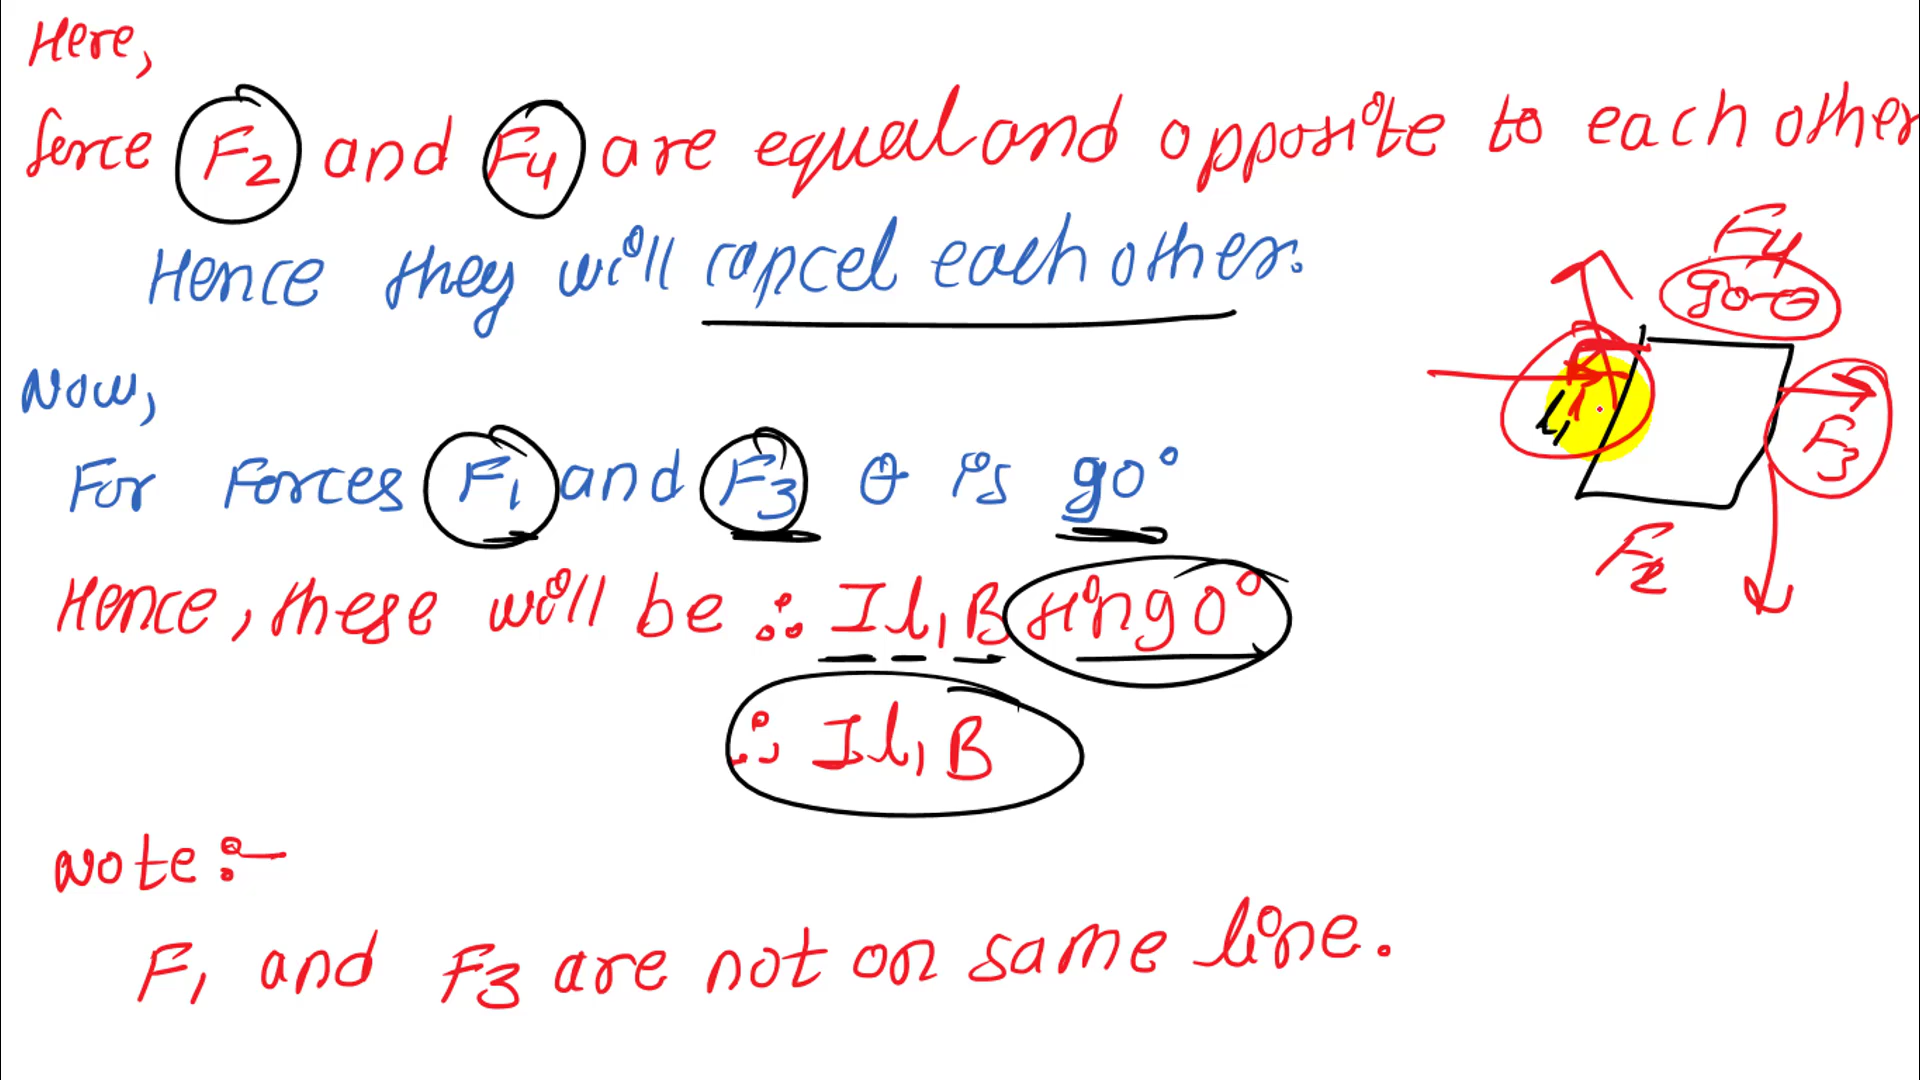 Here,
force F2 and F4 are equal and opposite to each other
Hence they will cancel each other.
Now,
For Forces F1 and F3 θ is 90°
Hence, these will be ∴ Il1B sin90°
∴ Il1B
Note:-
F1 and F3 are not on same line.
F4
90-θ
l1
F3
F2